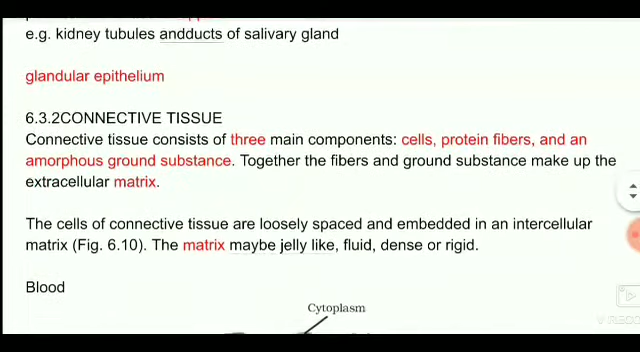 e.g. kidney tubules andducts of salivary gland
glandular epithelium
6.3.2CONNECTIVE TISSUE
Connective tissue consists of three main components: cells, protein fibers, and an
amorphous ground substance. Together the fibers and ground substance make up the
extracellular matrix.
The cells of connective tissue are loosely spaced and embedded in an intercellular
matrix (Fig. 6.10). The matrix maybe jelly like, fluid, dense or rigid.
Blood
Cytoplasm